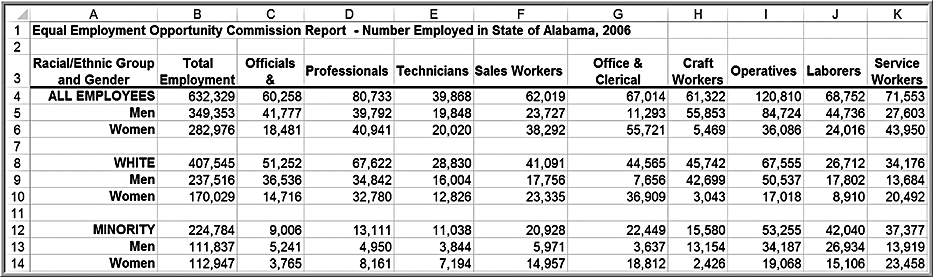 A B C D E F G H I J K
1 Equal Employment Opportunity Commission Report - Number Employed in State of Alabama, 2006
2
3 Racial/Ethnic Group and Gender Total Employment Officials & Professionals Technicians Sales Workers Office & Clerical Craft Workers Operatives Laborers Service Workers
4 ALL EMPLOYEES 632,329 60,258 80,733 39,868 62,019 67,014 61,322 120,810 68,752 71,553
5 Men 349,353 41,777 39,792 19,848 23,727 11,293 55,853 84,724 44,736 27,603
6 Women 282,976 18,481 40,941 20,020 38,292 55,721 5,469 36,086 24,016 43,950
7
8 WHITE 407,545 51,252 67,622 28,830 41,091 44,565 45,742 67,555 26,712 34,176
9 Men 237,516 36,536 34,842 16,004 17,756 7,656 42,699 50,537 17,802 13,684
10 Women 170,029 14,716 32,780 12,826 23,335 36,909 3,043 17,018 8,910 20,492
11
12 MINORITY 224,784 9,006 13,111 11,038 20,928 22,449 15,580 53,255 42,040 37,377
13 Men 111,837 5,241 4,950 3,844 5,971 3,637 13,154 34,187 26,934 13,919
14 Women 112,947 3,765 8,161 7,194 14,957 18,812 2,426 19,068 15,106 23,458